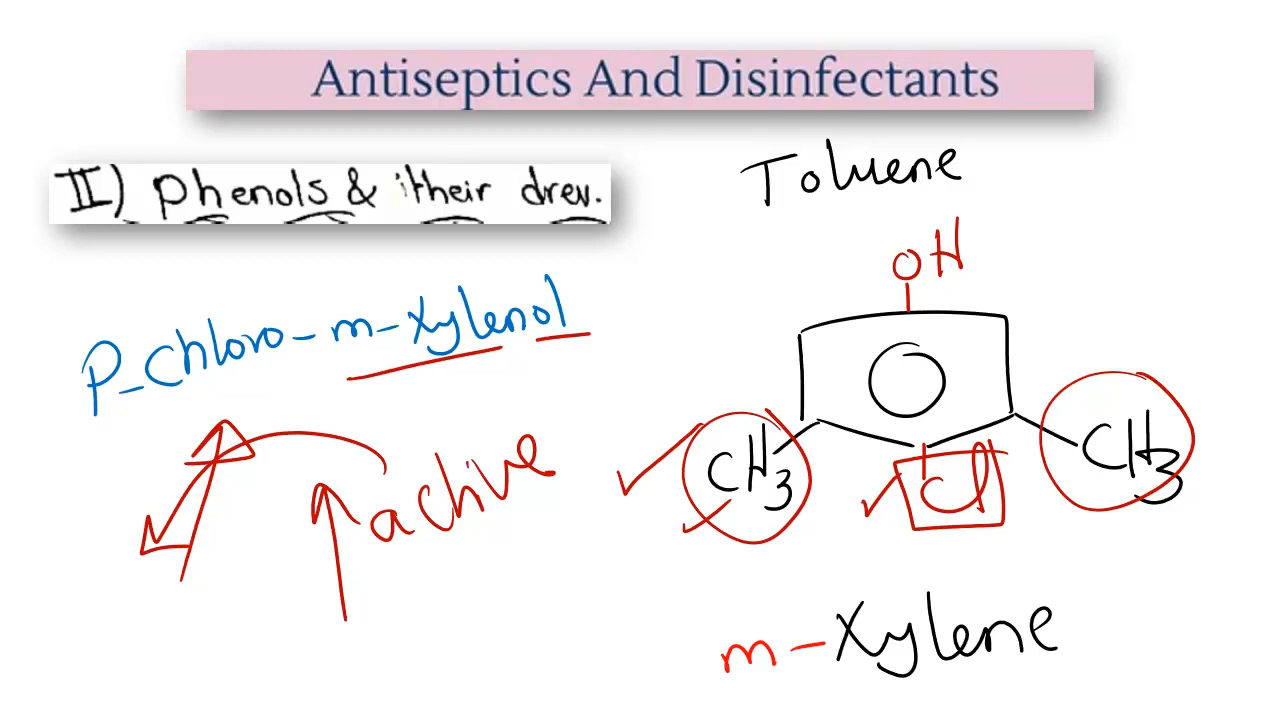 Antiseptics And Disinfectants
II) Phenols & their drev.
Toluene
OH
P-chloro-m-xylenol
CH3
Cl
CH3
↑ active
m-Xylene